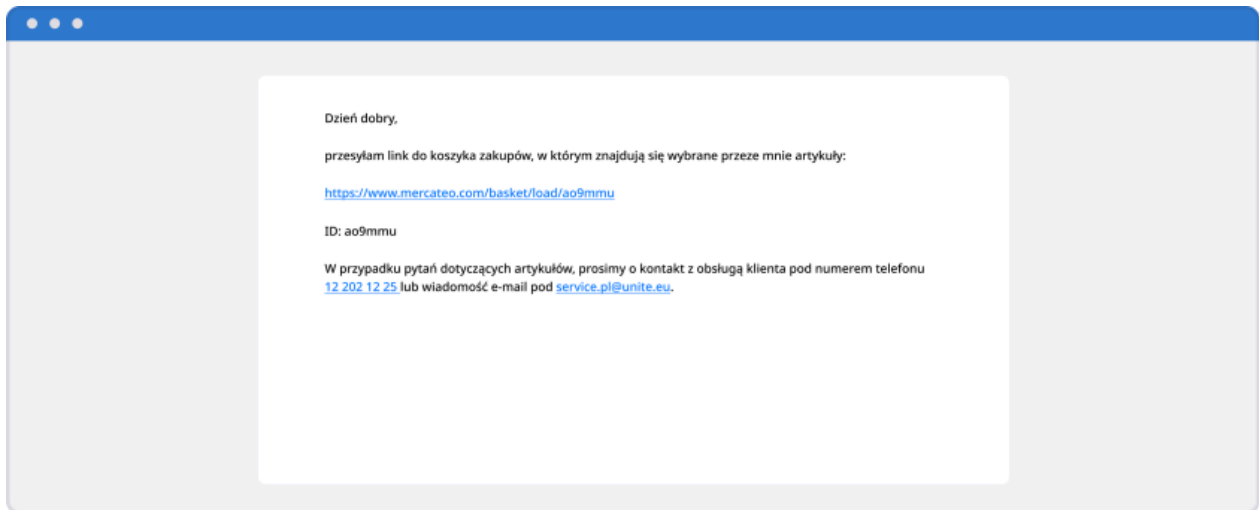 Dzień dobry,
przesyłam link do koszyka zakupów, w którym znajdują się wybrane przeze mnie artykuły:
https://www.mercateo.com/basket/load/ao9mmu
ID: ao9mmu
W przypadku pytań dotyczących artykułów, prosimy o kontakt z obsługą klienta pod numerem telefonu
12 202 12 25 lub wiadomość e-mail pod service.pl@unite.eu.